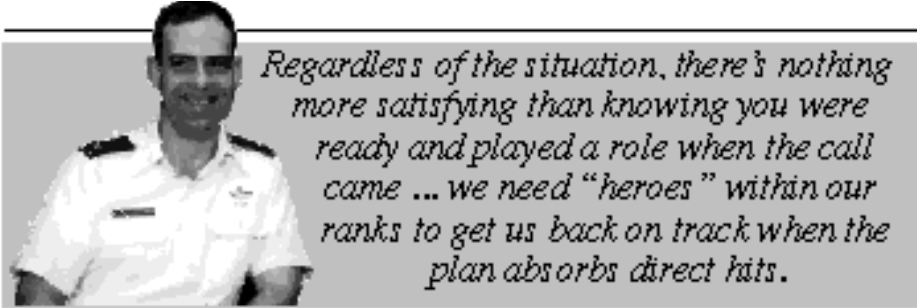 Regardless of the situation, there's nothing
more satisfying than knowing you were
ready and played a role when the call
came ... we need “heroes” within our
ranks to get us back on track when the
plan absorbs direct hits.